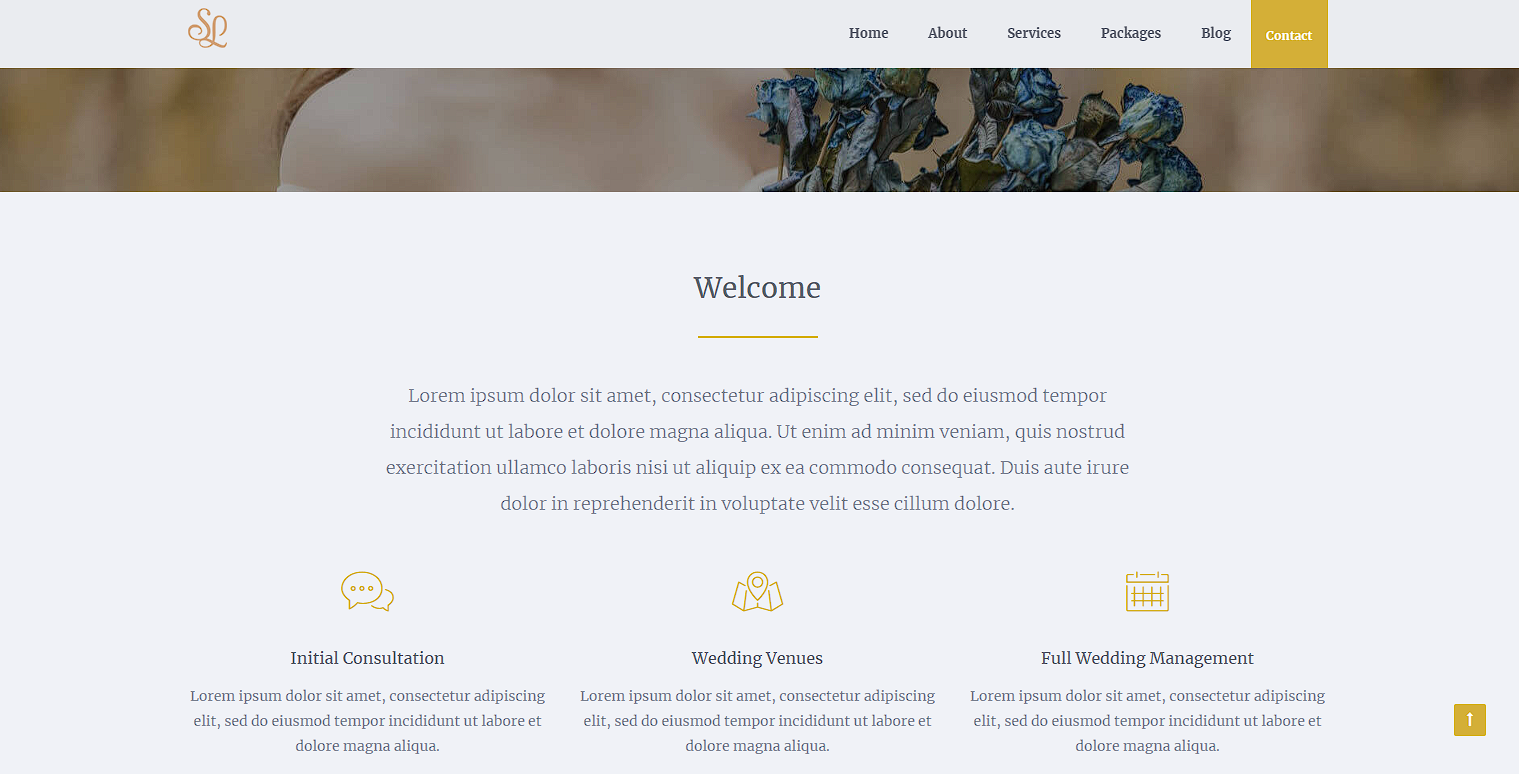 SL
Home About Services Packages Blog Contact
Welcome
Lorem ipsum dolor sit amet, consectetur adipiscing elit, sed do eiusmod tempor
incididunt ut labore et dolore magna aliqua. Ut enim ad minim veniam, quis nostrud
exercitation ullamco laboris nisi ut aliquip ex ea commodo consequat. Duis aute irure
dolor in reprehenderit in voluptate velit esse cillum dolore.
Initial Consultation
Lorem ipsum dolor sit amet, consectetur adipiscing
elit, sed do eiusmod tempor incididunt ut labore et
dolore magna aliqua.
Wedding Venues
Lorem ipsum dolor sit amet, consectetur adipiscing
elit, sed do eiusmod tempor incididunt ut labore et
dolore magna aliqua.
Full Wedding Management
Lorem ipsum dolor sit amet, consectetur adipiscing
elit, sed do eiusmod tempor incididunt ut labore et
dolore magna aliqua.